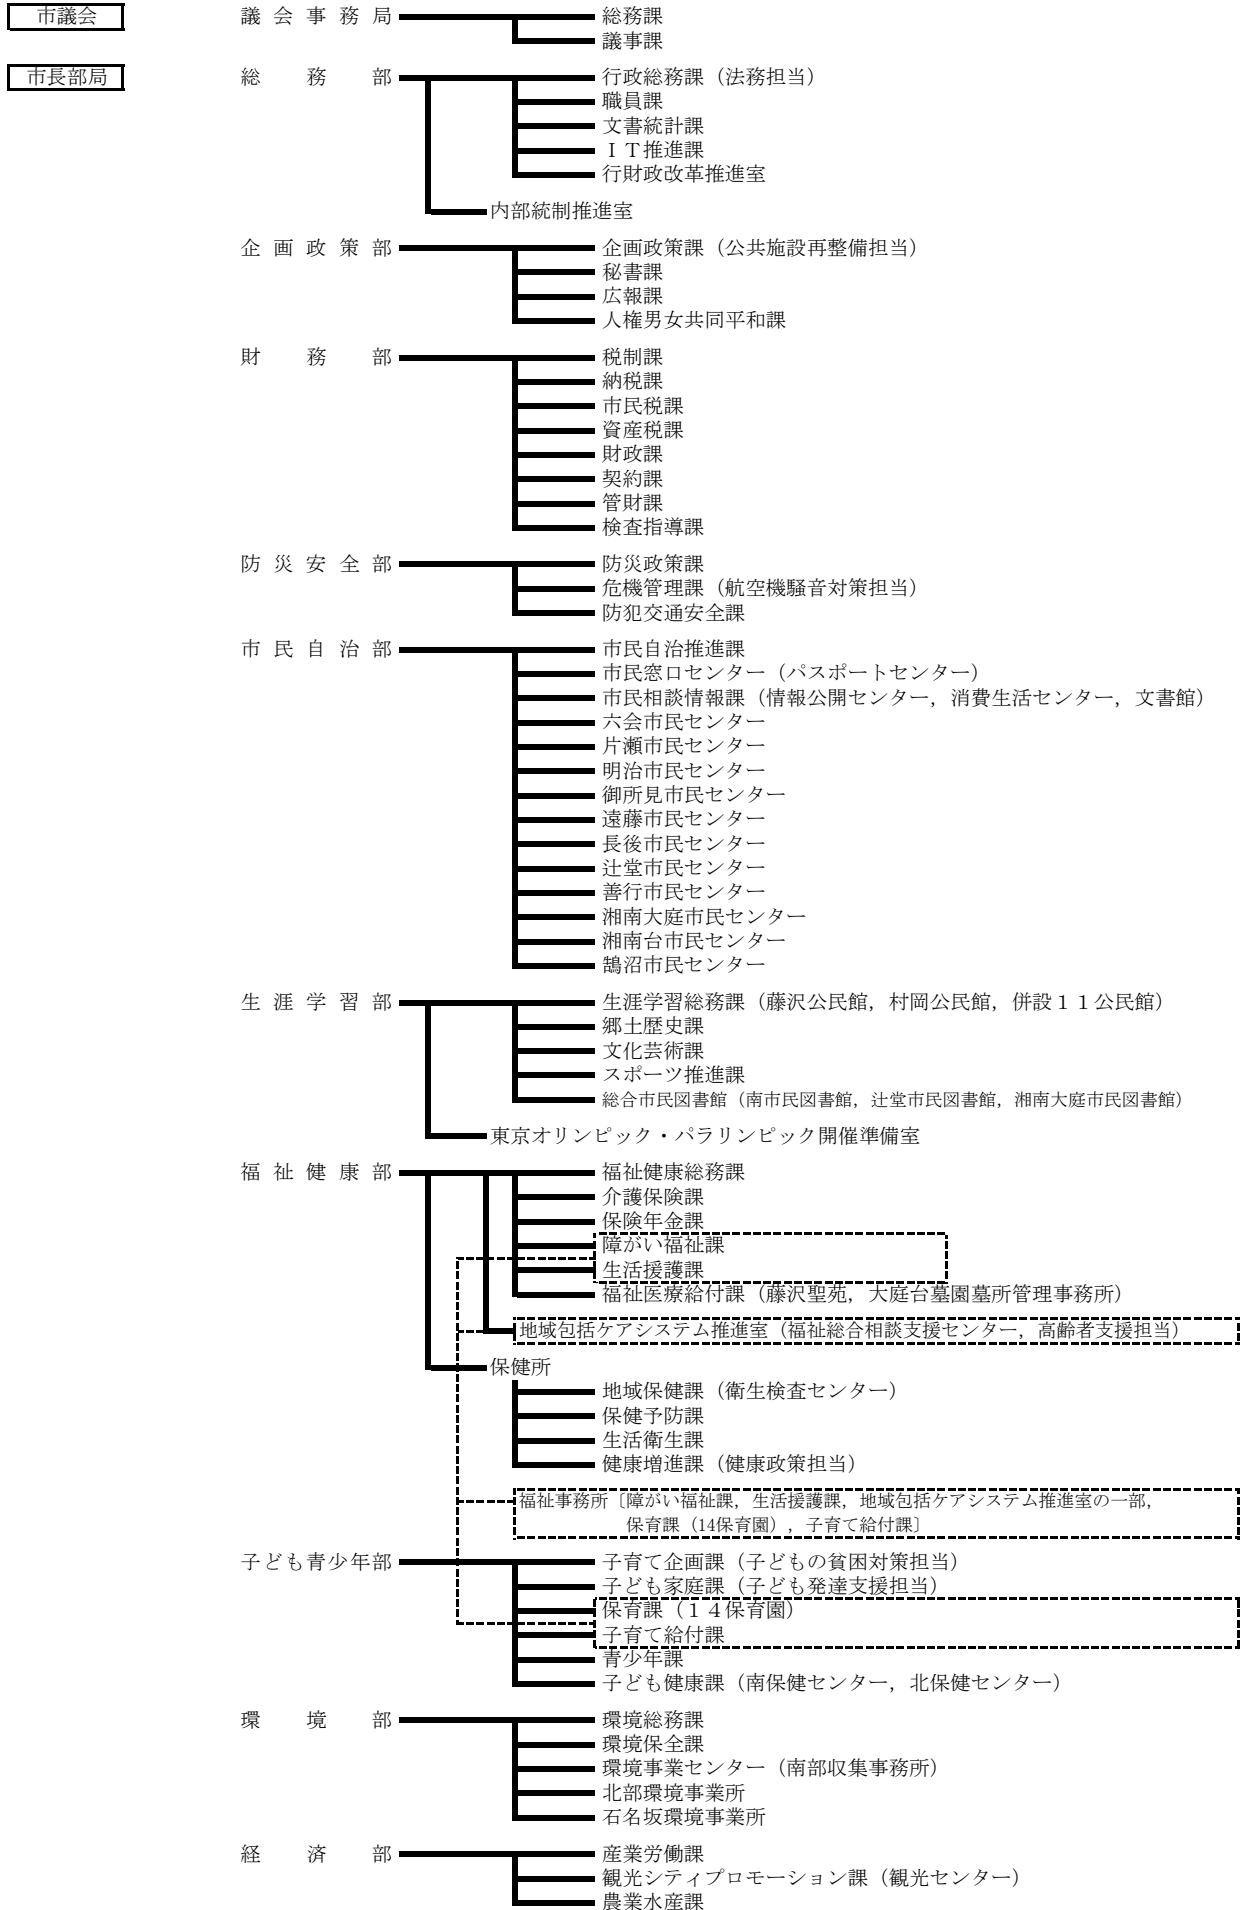 市議会 議会事務局 総務課
議事課
市長部局 総務部 行政総務課（法務担当）
職員課
文書統計課
ＩＴ推進課
行財政改革推進室
内部統制推進室
企画政策部 企画政策課（公共施設再整備担当）
秘書課
広報課
人権男女共同平和課
財務部 税制課
納税課
市民税課
資産税課
財政課
契約課
管財課
検査指導課
防災安全部 防災政策課
危機管理課（航空機騒音対策担当）
防犯交通安全課
市民自治部 市民自治推進課
市民窓口センター（パスポートセンター）
市民相談情報課（情報公開センター，消費生活センター，文書館）
六会市民センター
片瀬市民センター
明治市民センター
御所見市民センター
遠藤市民センター
長後市民センター
辻堂市民センター
善行市民センター
湘南大庭市民センター
湘南台市民センター
鵠沼市民センター
生涯学習部 生涯学習総務課（藤沢公民館，村岡公民館，併設１１公民館）
郷土歴史課
文化芸術課
スポーツ推進課
総合市民図書館（南市民図書館，辻堂市民図書館，湘南大庭市民図書館）
東京オリンピック・パラリンピック開催準備室
福祉健康部 福祉健康総務課
介護保険課
保険年金課
障がい福祉課
生活援護課
福祉医療給付課（藤沢聖苑，大庭台墓園墓所管理事務所）
地域包括ケアシステム推進室（福祉総合相談支援センター，高齢者支援担当）
保健所
地域保健課（衛生検査センター）
保健予防課
生活衛生課
健康増進課（健康政策担当）
福祉事務所〔障がい福祉課，生活援護課，地域包括ケアシステム推進室の一部，
保育課（14保育園），子育て給付課〕
子ども青少年部 子育て企画課（子どもの貧困対策担当）
子ども家庭課（子ども発達支援担当）
保育課（１４保育園）
子育て給付課
青少年課
子ども健康課（南保健センター，北保健センター）
環境部 環境総務課
環境保全課
環境事業センター（南部収集事務所）
北部環境事業所
石名坂環境事業所
経済部 産業労働課
観光シティプロモーション課（観光センター）
農業水産課